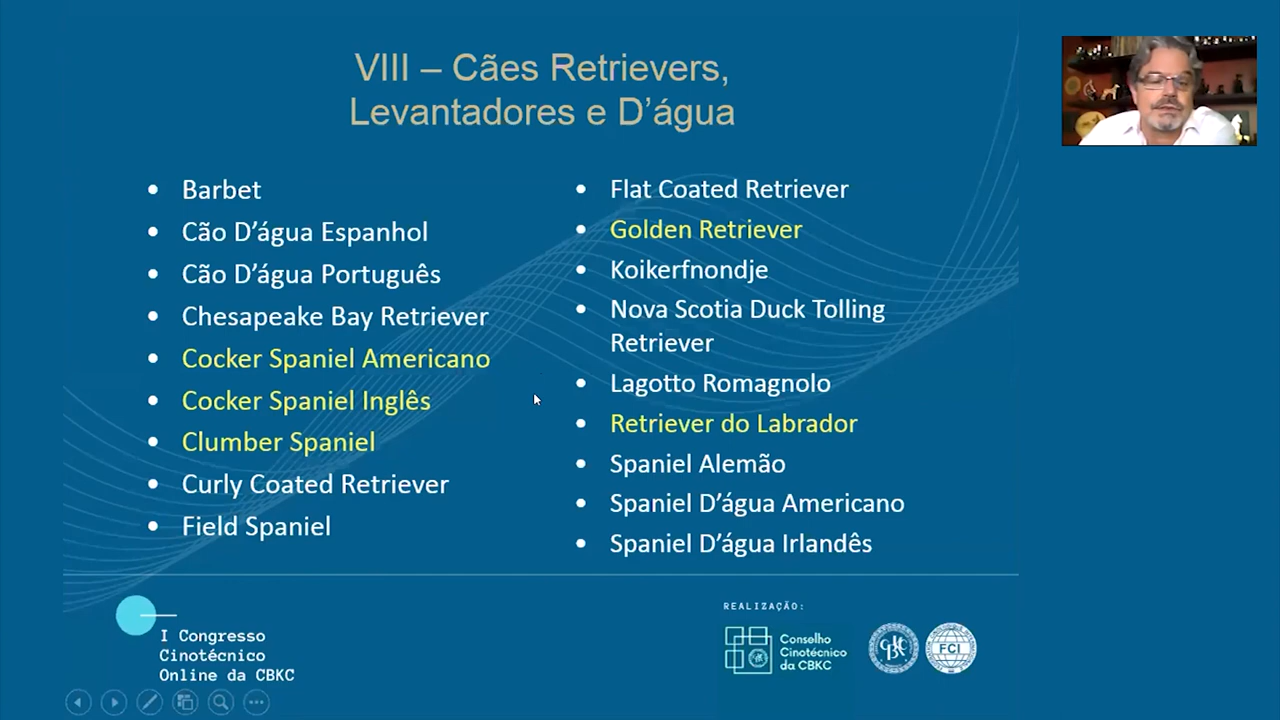 VIII – Cães Retrievers,
Levantadores e D’água
Barbet
Cão D’água Espanhol
Cão D’água Português
Chesapeake Bay Retriever
Cocker Spaniel Americano
Cocker Spaniel Inglês
Clumber Spaniel
Curly Coated Retriever
Field Spaniel
Flat Coated Retriever
Golden Retriever
Koikerfnondje
Nova Scotia Duck Tolling
Retriever
Lagotto Romagnolo
Retriever do Labrador
Spaniel Alemão
Spaniel D’água Americano
Spaniel D’água Irlandês
I Congresso
Cinotécnico
Online da CBKC
REALIZAÇÃO:
Conselho
Cinotécnico
da CBKC
FCI